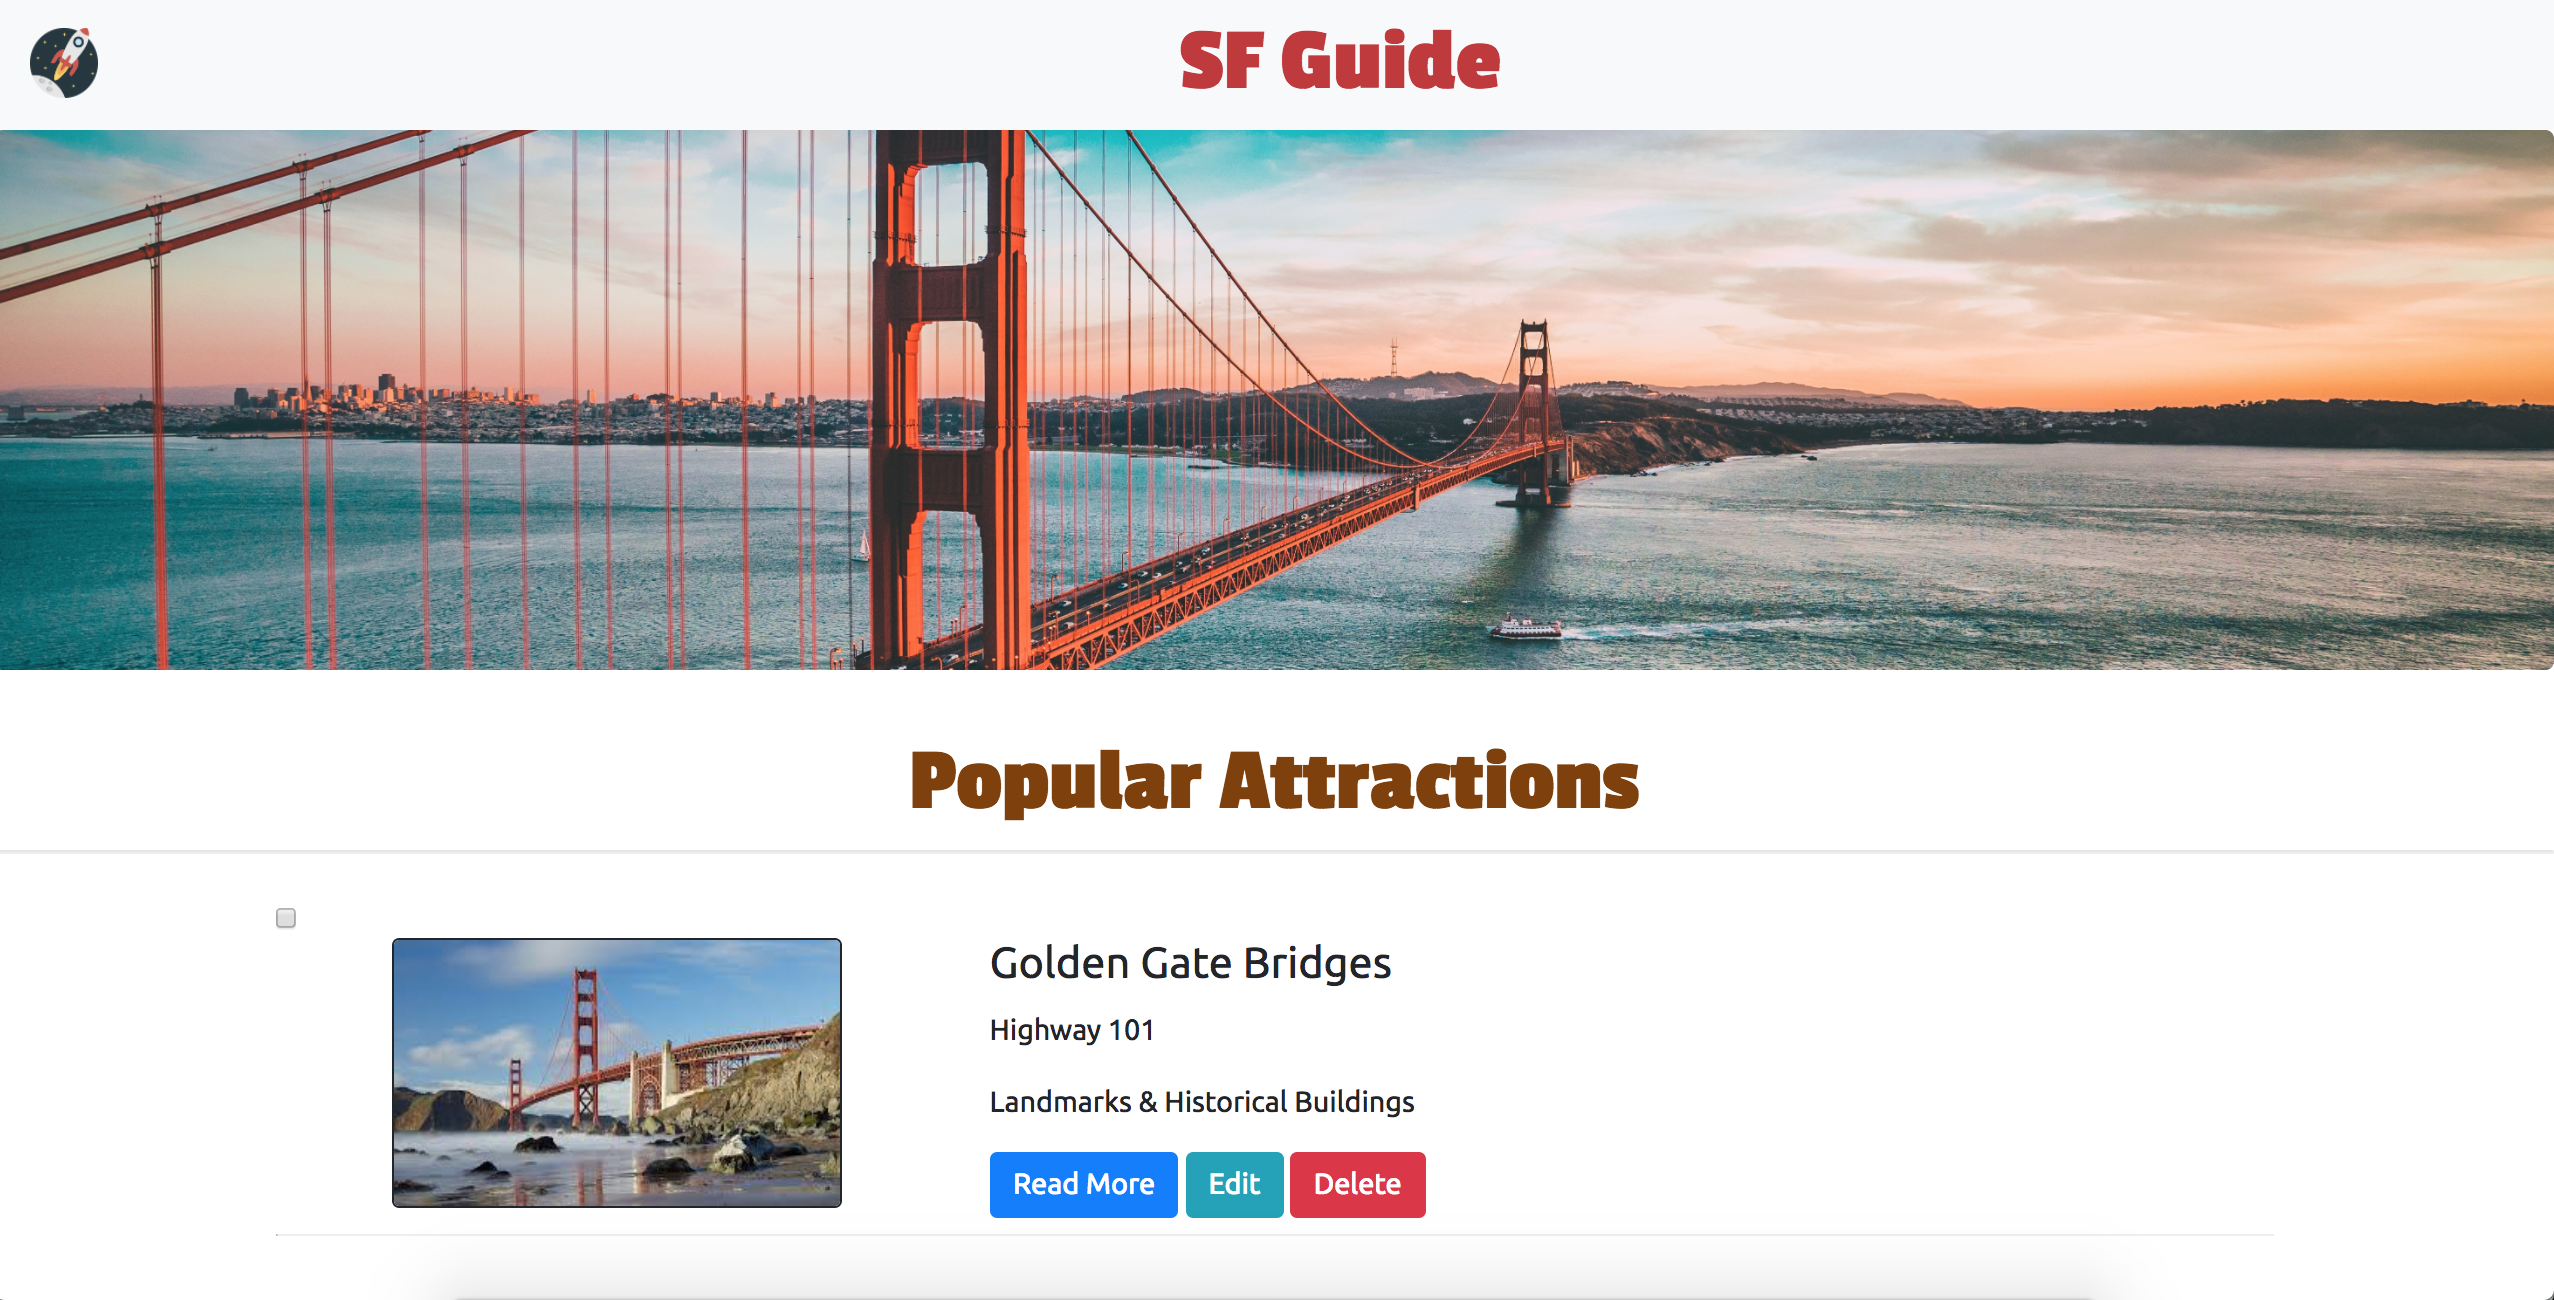 SF Guide
Popular Attractions
Golden Gate Bridges
Highway 101
Landmarks & Historical Buildings
Read More Edit Delete